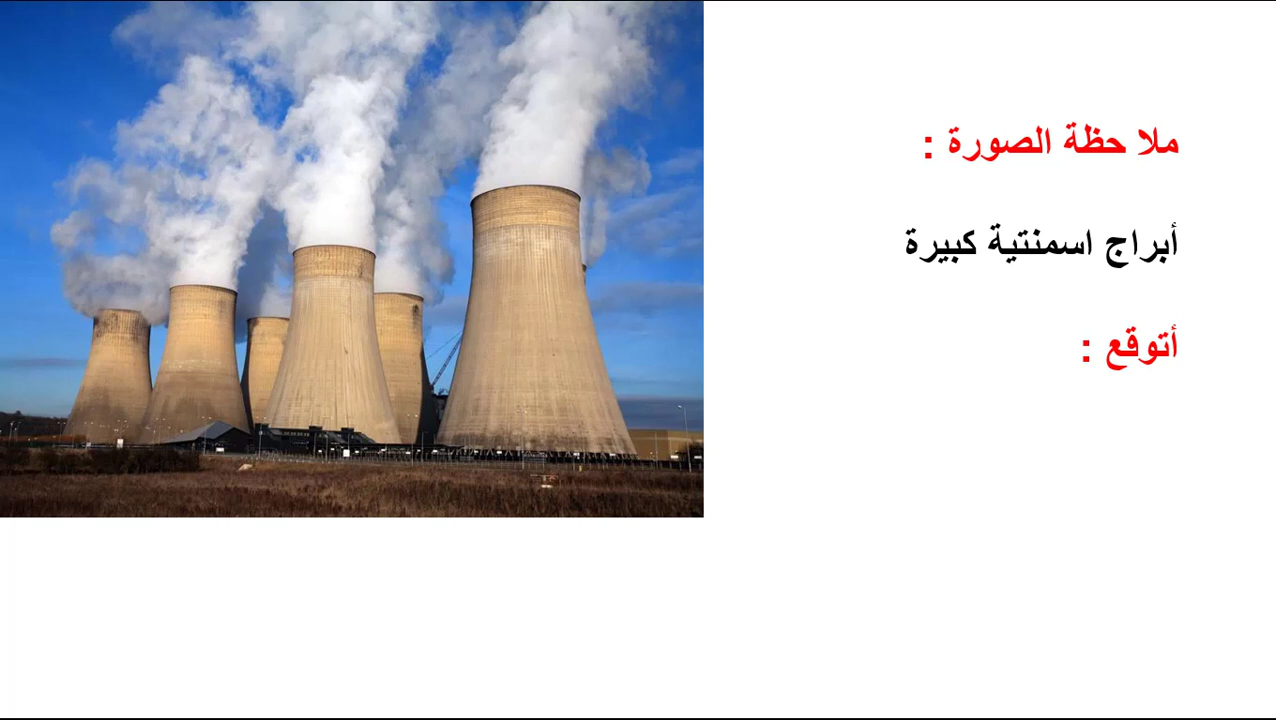 ملا حظة الصورة :
أبراج اسمنتية كبيرة
أتوقع :